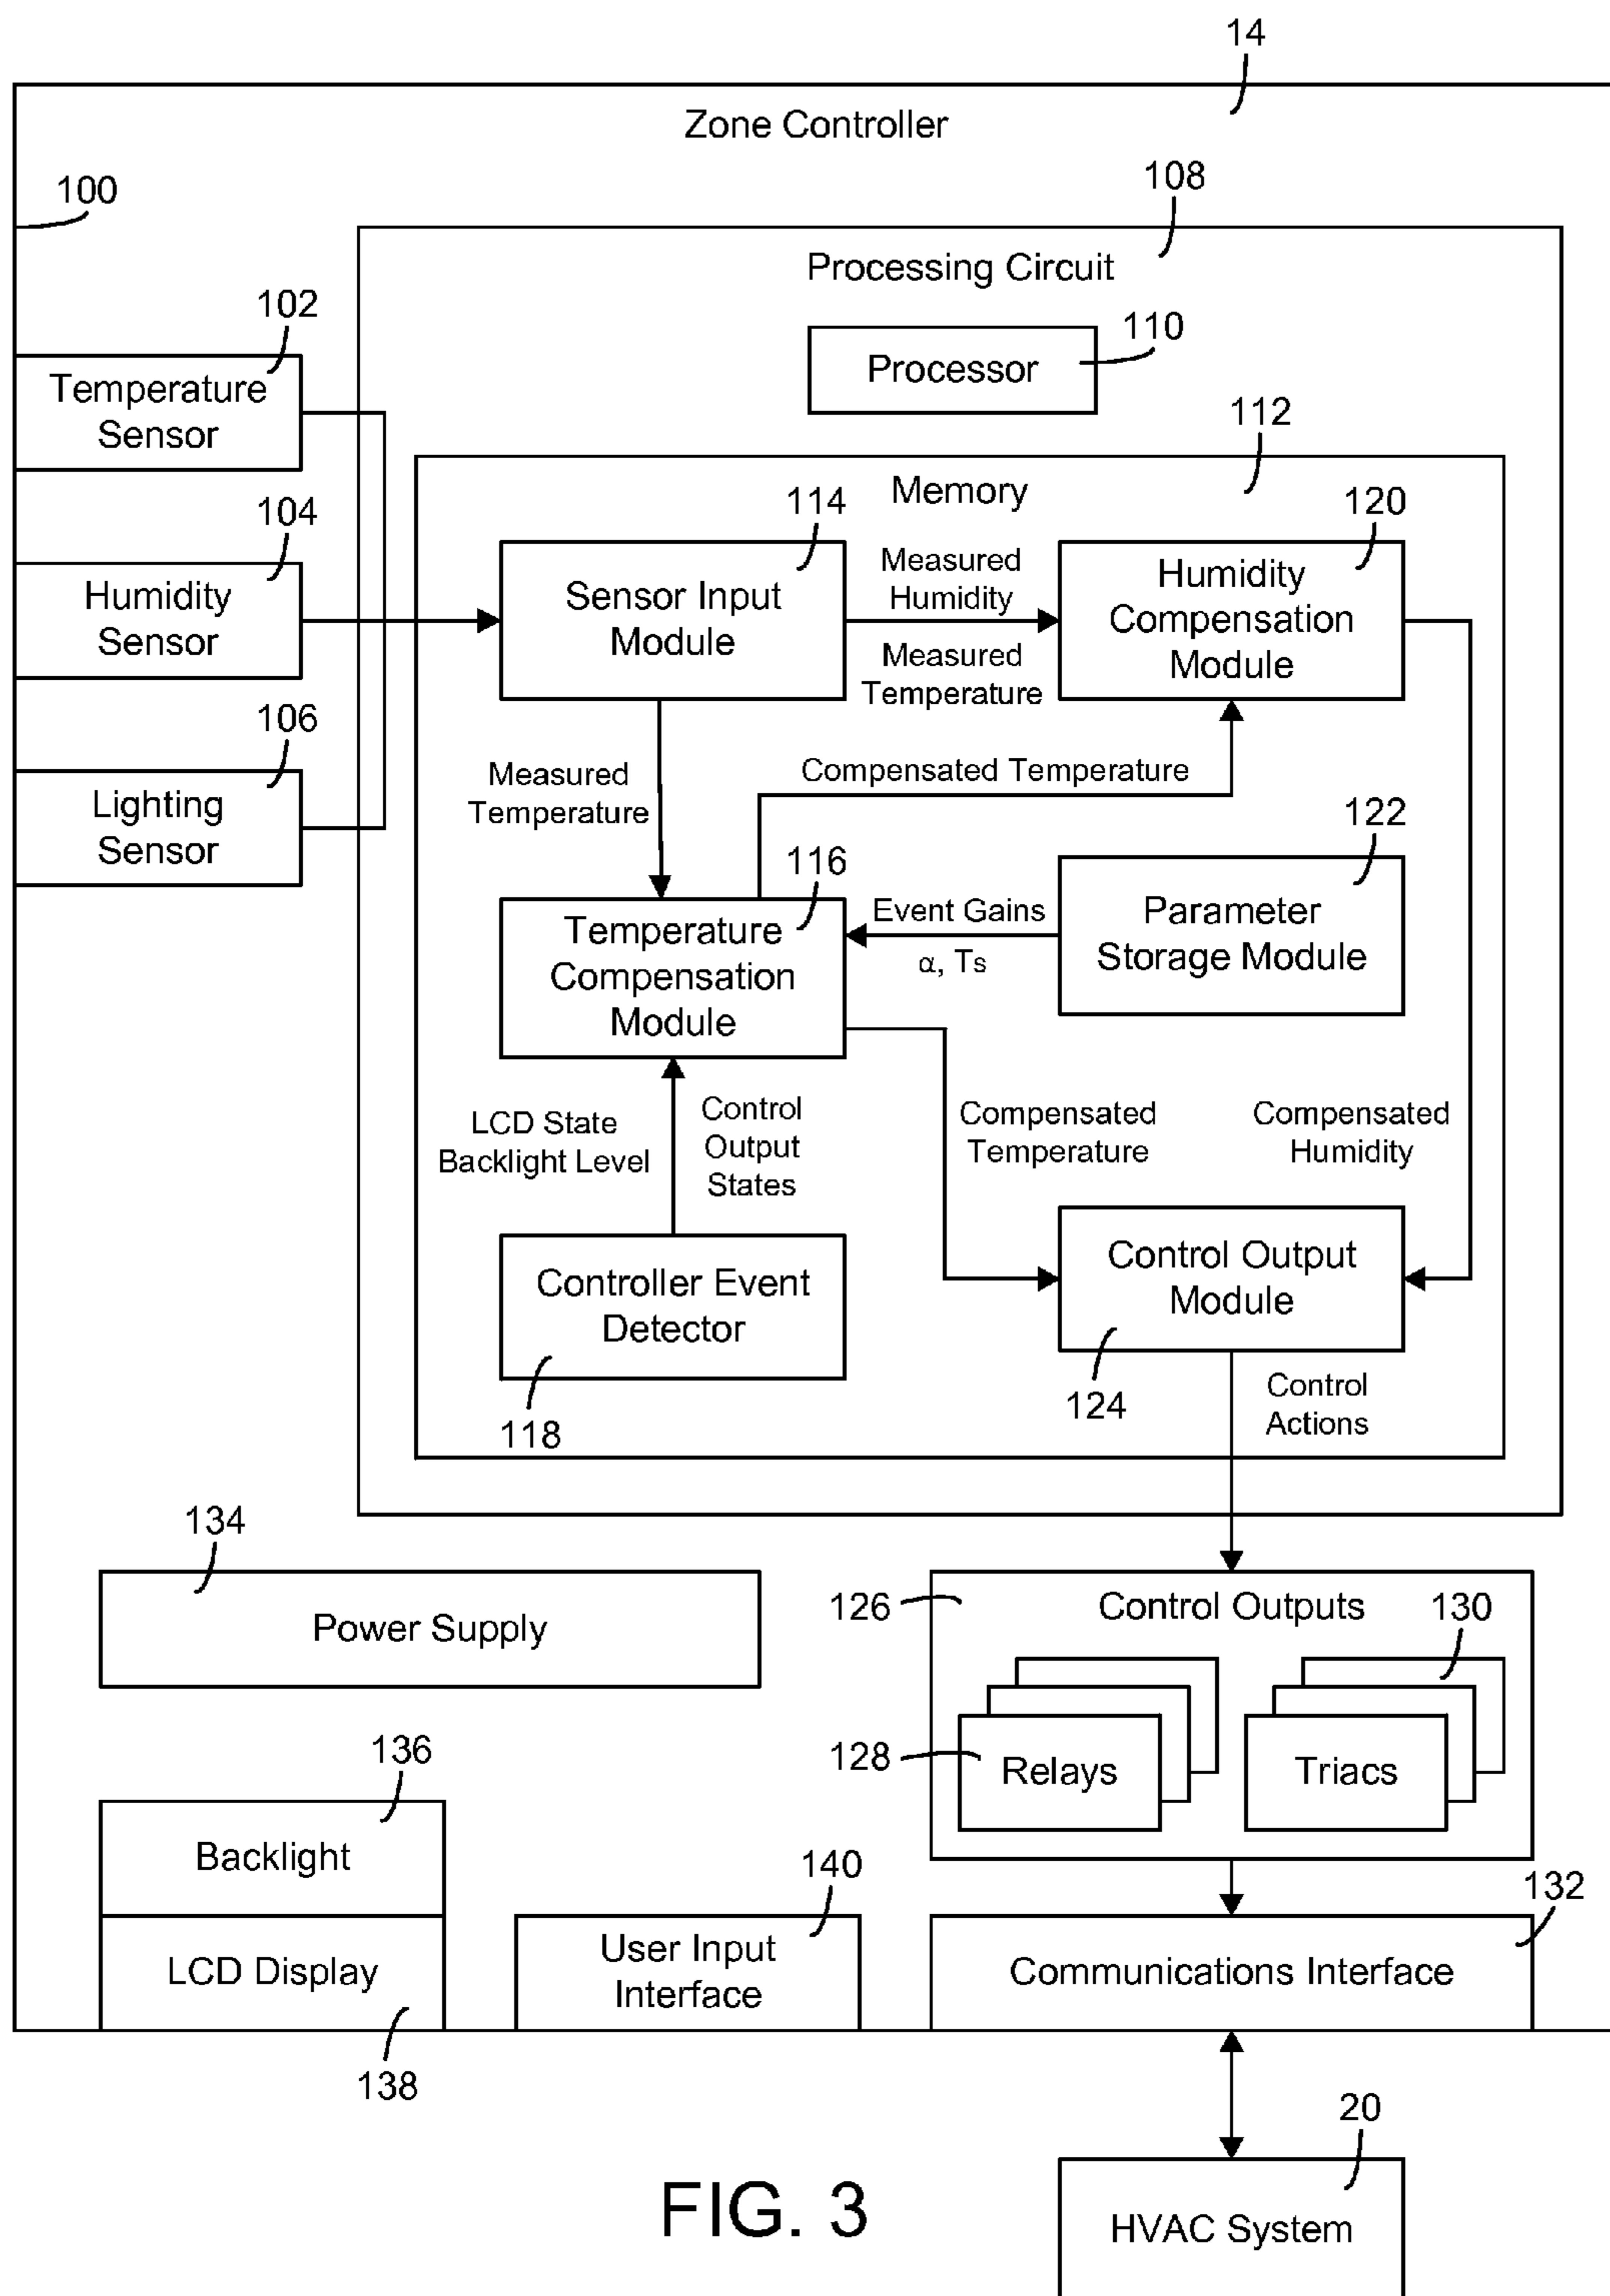 14
Zone Controller
100
108
Processing Circuit
102
110
Processor
Temperature
Sensor
112
Memory
104
114
120
Humidity
Sensor
Sensor Input
Module
Measured
Humidity
Measured
Temperature
Humidity
Compensation
Module
106
Lighting
Sensor
Measured
Temperature
Compensated Temperature
122
116
Temperature
Compensation
Module
Event Gains
α, Ts
Parameter
Storage Module
LCD State
Backlight Level
Control
Output
States
Compensated
Temperature
Compensated
Humidity
Controller Event
Detector
118
Control Output
Module
124
Control
Actions
134
Power Supply
126
Control Outputs
130
128
Relays
Triacs
136
Backlight
140
132
LCD Display
138
User Input
Interface
Communications Interface
20
HVAC System
FIG. 3